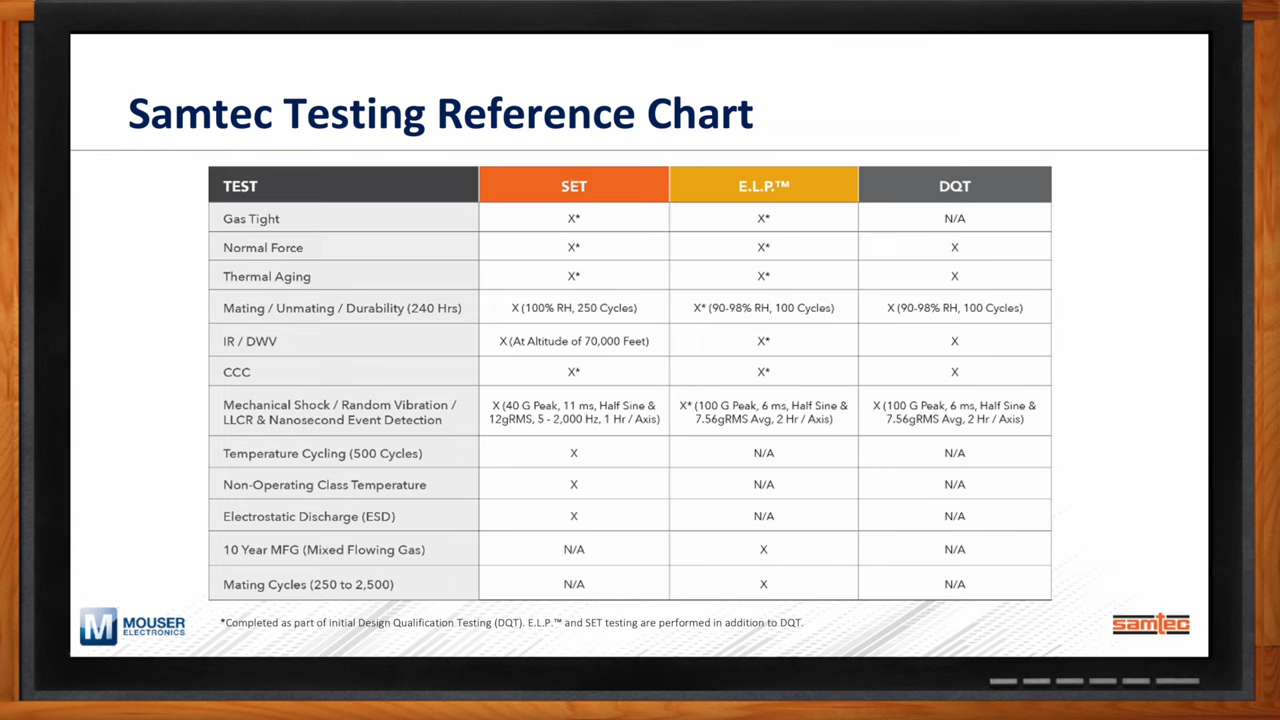 Samtec Testing Reference Chart
TEST SET E.L.P.™ DQT
Gas Tight X* X* N/A
Normal Force X* X* X
Thermal Aging X* X* X
Mating / Unmating / Durability (240 Hrs) X (100% RH, 250 Cycles) X* (90-98% RH, 100 Cycles) X (90-98% RH, 100 Cycles)
IR / DWV X (At Altitude of 70,000 Feet) X* X
CCC X* X* X
Mechanical Shock / Random Vibration / X (40 G Peak, 11 ms, Half Sine & X* (100 G Peak, 6 ms, Half Sine & X (100 G Peak, 6 ms, Half Sine &
LLCR & Nanosecond Event Detection 12gRMS, 5 - 2,000 Hz, 1 Hr / Axis) 7.56gRMS Avg, 2 Hr / Axis) 7.56gRMS Avg, 2 Hr / Axis)
Temperature Cycling (500 Cycles) X N/A N/A
Non-Operating Class Temperature X N/A N/A
Electrostatic Discharge (ESD) X N/A N/A
10 Year MFG (Mixed Flowing Gas) N/A X N/A
Mating Cycles (250 to 2,500) N/A X N/A
*Completed as part of initial Design Qualification Testing (DQT). E.L.P.™ and SET testing are performed in addition to DQT.
M MOUSER
ELECTRONICS
samtec